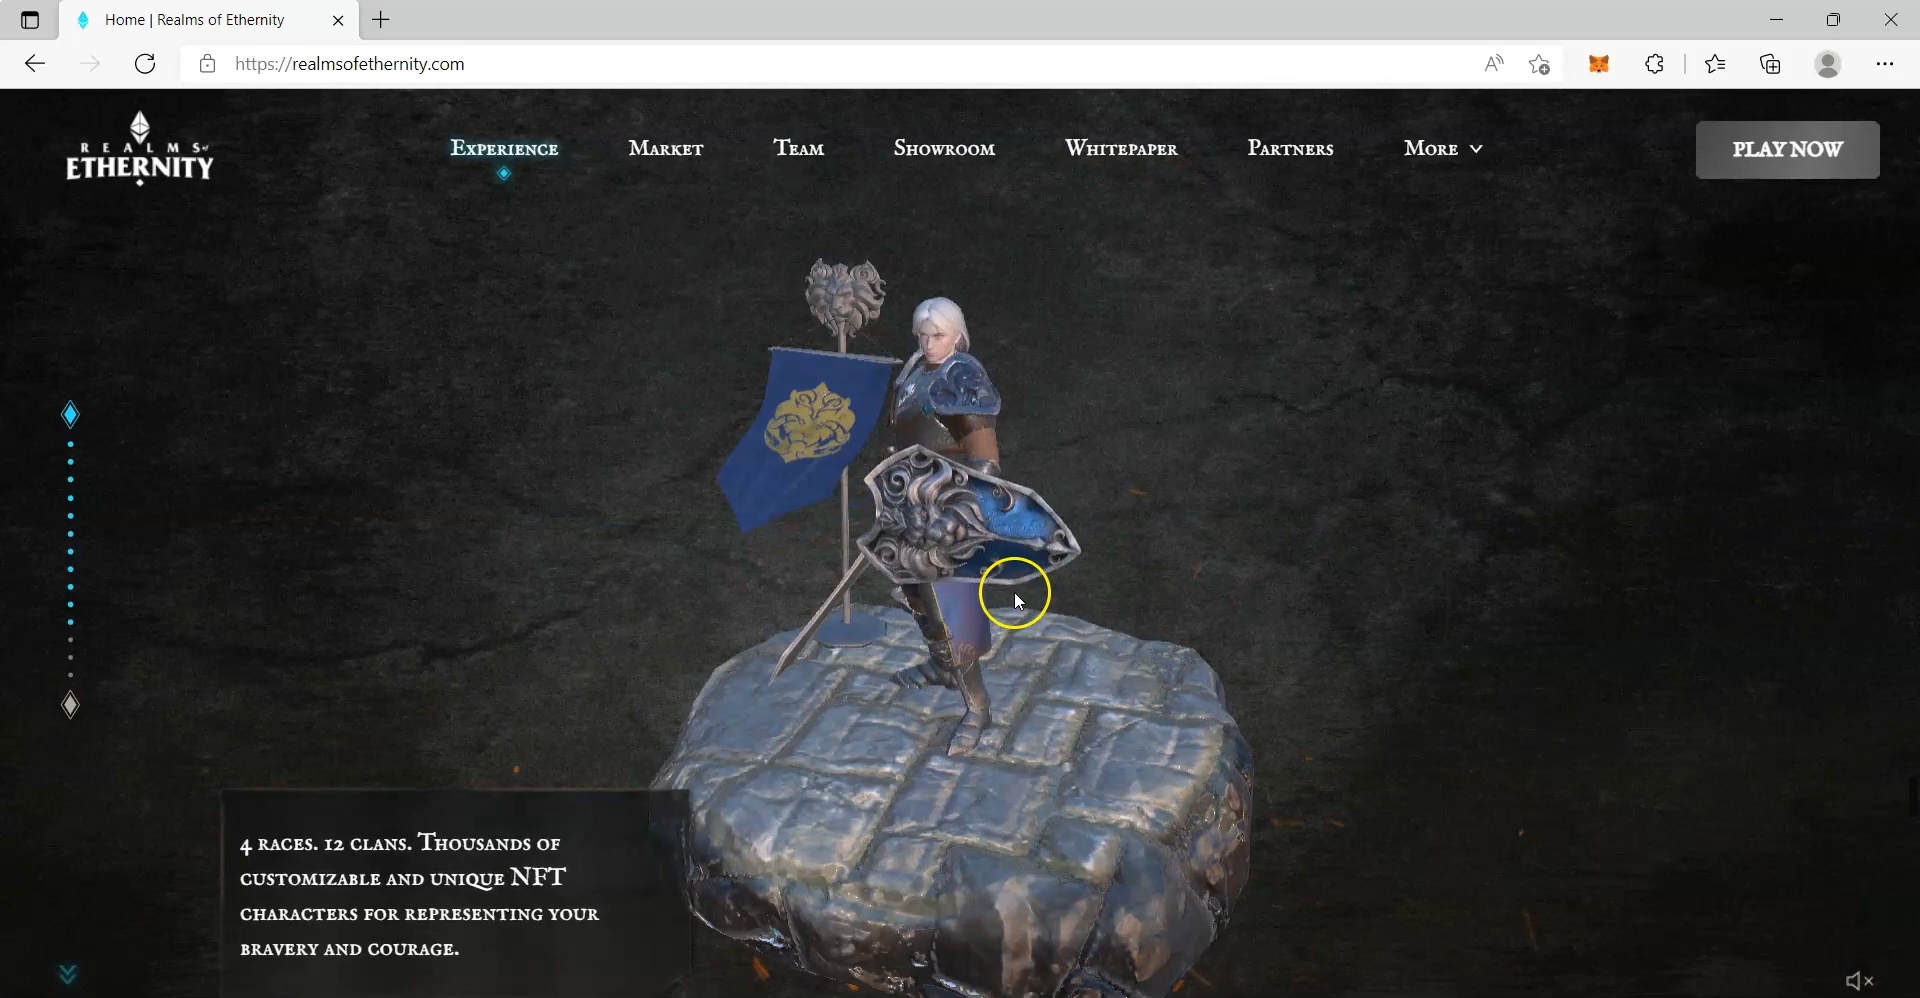 Home | Realms of Ethernity
https://realmsofethernity.com
REALMS of
ETHERNITY
Experience
Market
Team
Showroom
Whitepaper
Partners
More
PLAY NOW
4 races. 12 clans. Thousands of
customizable and unique NFT
characters for representing your
bravery and courage.